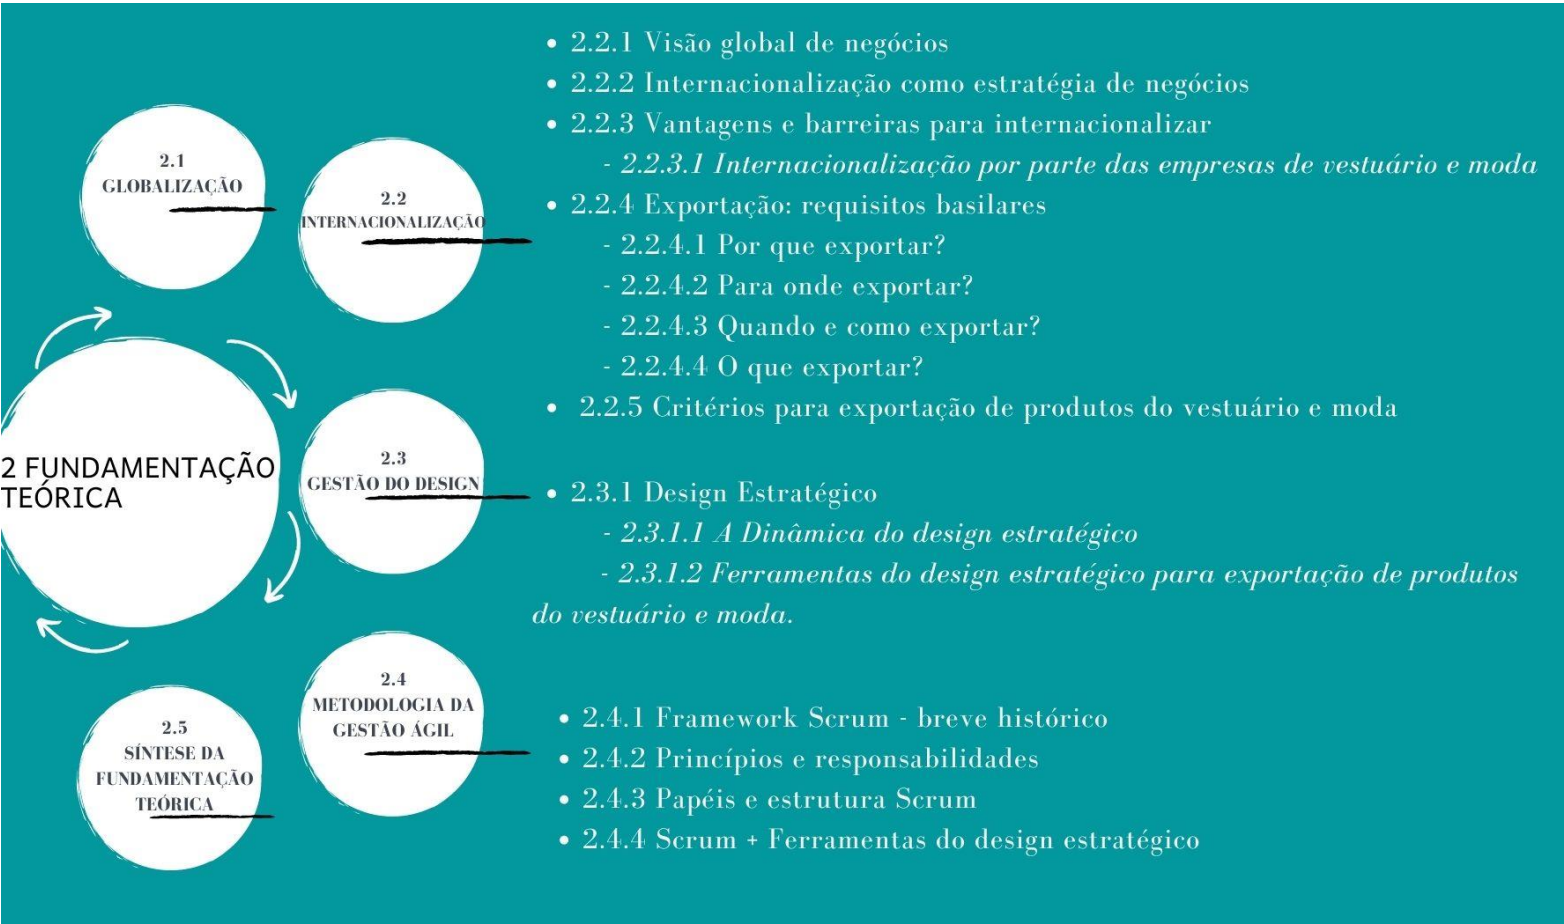 2 FUNDAMENTAÇÃO
TEÓRICA
2.1
GLOBALIZAÇÃO
2.2
INTERNACIONALIZAÇÃO
• 2.2.1 Visão global de negócios
• 2.2.2 Internacionalização como estratégia de negócios
• 2.2.3 Vantagens e barreiras para internacionalizar
- 2.2.3.1 Internacionalização por parte das empresas de vestuário e moda
• 2.2.4 Exportação: requisitos basilares
- 2.2.4.1 Por que exportar?
- 2.2.4.2 Para onde exportar?
- 2.2.4.3 Quando e como exportar?
- 2.2.4.4 O que exportar?
• 2.2.5 Critérios para exportação de produtos do vestuário e moda
2.3
GESTÃO DO DESIGN
• 2.3.1 Design Estratégico
- 2.3.1.1 A Dinâmica do design estratégico
- 2.3.1.2 Ferramentas do design estratégico para exportação de produtos
do vestuário e moda.
2.4
METODOLOGIA DA
GESTÃO ÁGIL
• 2.4.1 Framework Scrum - breve histórico
• 2.4.2 Princípios e responsabilidades
• 2.4.3 Papéis e estrutura Scrum
• 2.4.4 Scrum + Ferramentas do design estratégico
2.5
SÍNTESE DA
FUNDAMENTAÇÃO
TEÓRICA